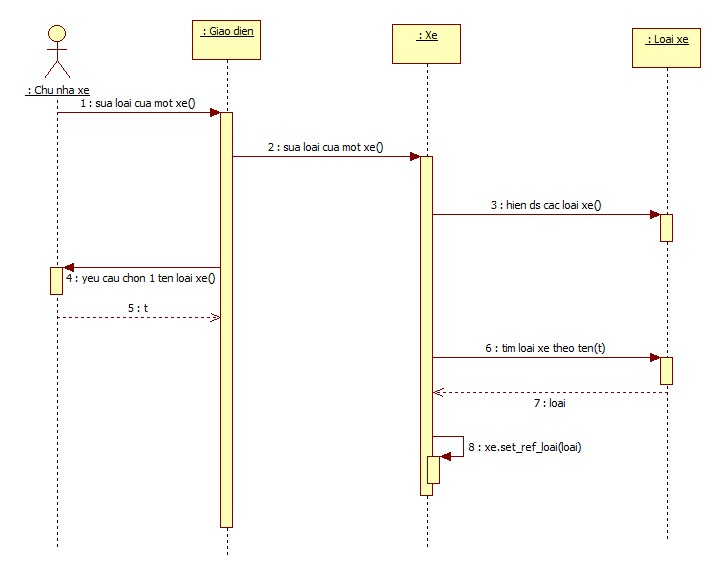 : Giao dien
: Xe
: Loai xe
: Chu nha xe
1 : sua loai cua mot xe()
2 : sua loai cua mot xe()
3 : hien ds cac loai xe()
4 : yeu cau chon 1 ten loai xe()
5 : t
6 : tim loai xe theo ten(t)
7 : loai
8 : xe.set_ref_loai(loai)